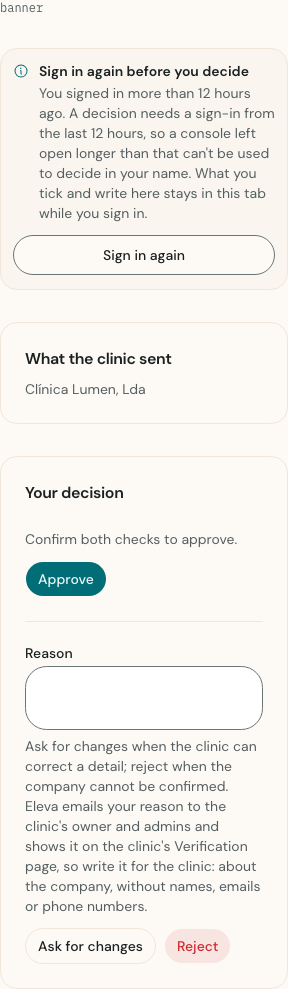 banner
Sign in again before you decide
You signed in more than 12 hours
ago. A decision needs a sign-in from
the last 12 hours, so a console left
open longer than that can't be used
to decide in your name. What you
tick and write here stays in this tab
while you sign in.
Sign in again
What the clinic sent
Clínica Lumen, Lda
Your decision
Confirm both checks to approve.
Approve
Reason
Ask for changes when the clinic can
correct a detail; reject when the
company cannot be confirmed.
Eleva emails your reason to the
clinic's owner and admins and
shows it on the clinic's Verification
page, so write it for the clinic: about
the company, without names, emails
or phone numbers.
Ask for changes
Reject